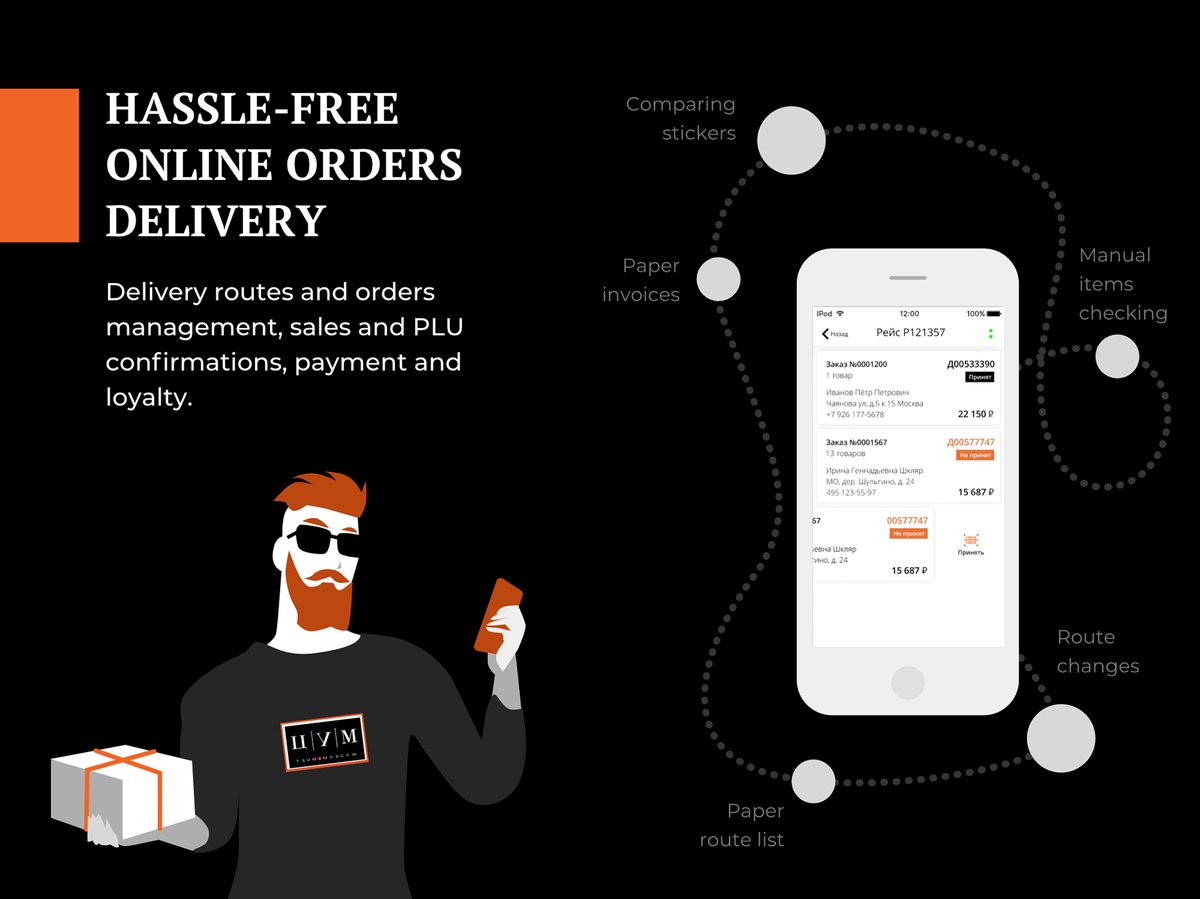 HASSLE-FREE
ONLINE ORDERS
DELIVERY
Delivery routes and orders
management, sales and PLU
confirmations, payment and
loyalty.
Ц|У|М
TSUM MOSCOW
Comparing
stickers
Paper
invoices
Manual
items
checking
iPod 12:00 100%
Назад Рейс Р121357
Заказ №0001200 Д00533390
1 товар Принят
Иванов Пётр Петрович
Чаянова ул, д.5 к.15 Москва
+7 926 177-5678 22 150 ₽
Заказ №0001567 Д00577747
13 товаров Не принят
Ирина Геннадьевна Шкляр
МО, дер. Шульгино, д. 24
495 123-55-97 15 687 ₽
67 00577747
Не принят
ьевна Шкляр Принять
гино, д. 24
15 687 ₽
Route
changes
Paper
route list